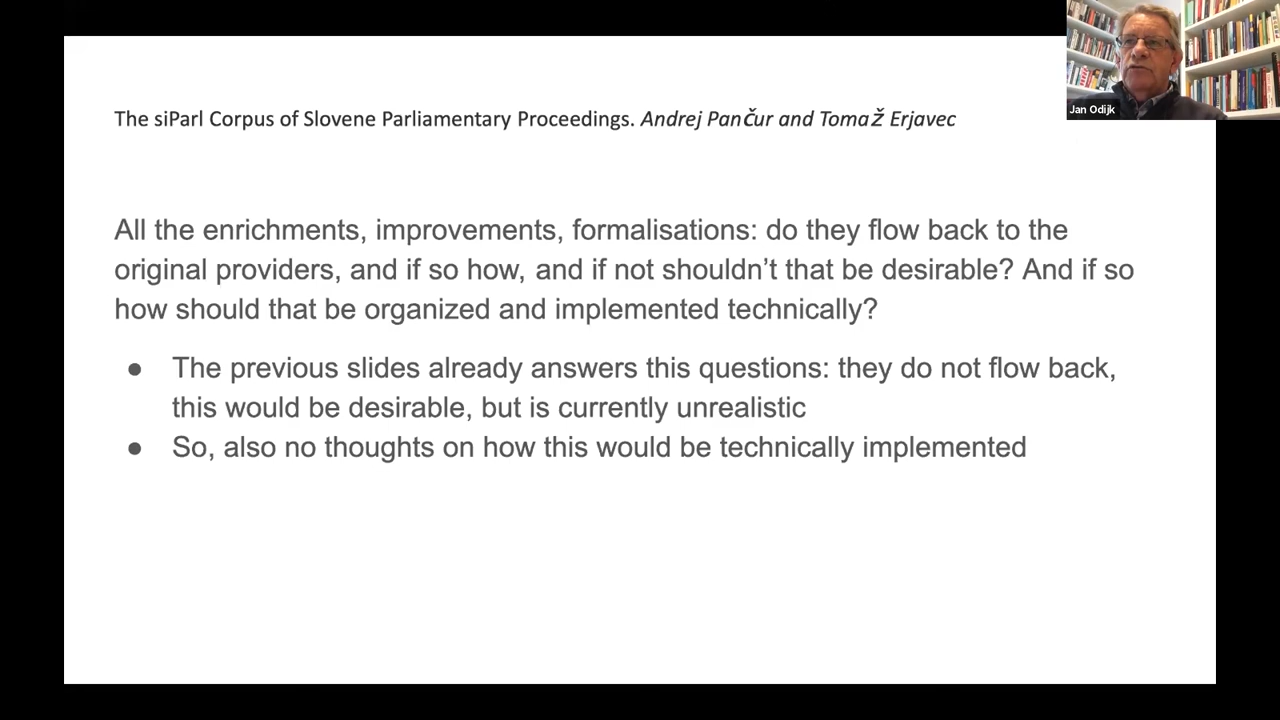 Jan Odijk
The siParl Corpus of Slovene Parliamentary Proceedings. Andrej Pančur and Tomaž Erjavec
All the enrichments, improvements, formalisations: do they flow back to the
original providers, and if so how, and if not shouldn’t that be desirable? And if so
how should that be organized and implemented technically?
● The previous slides already answers this questions: they do not flow back,
this would be desirable, but is currently unrealistic
● So, also no thoughts on how this would be technically implemented